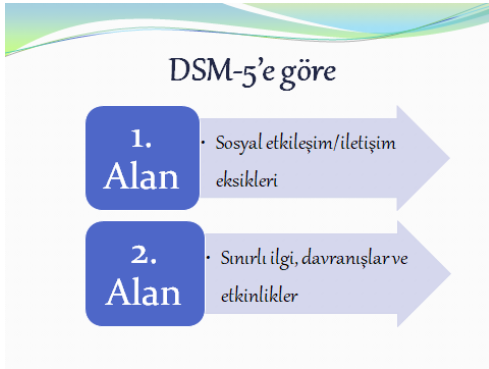 DSM-5’e göre
1.
Alan
• Sosyal etkileşim/iletişim
eksikleri
2.
Alan
• Sınırlı ilgi, davranışlar ve
etkinlikler